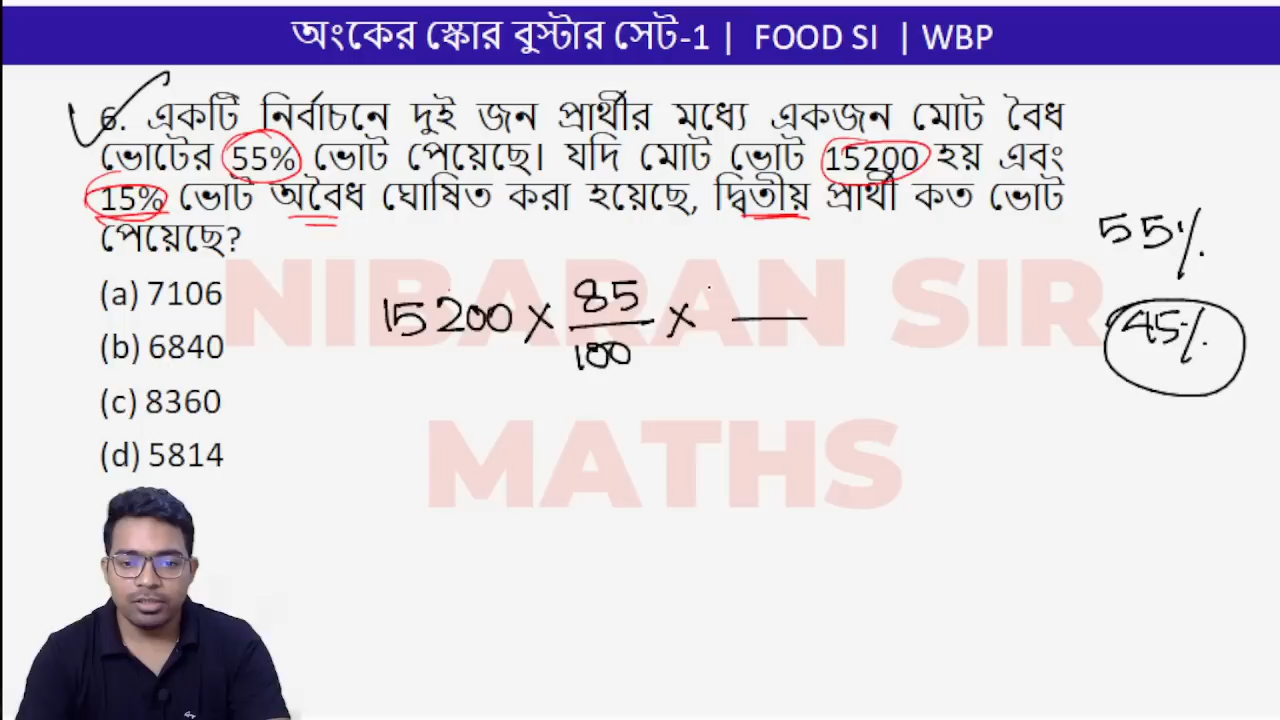 অংকের স্কোর বুস্টার সেট-1 | FOOD SI | WBP
6. একটি নির্বাচনে দুই জন প্রার্থীর মধ্যে একজন মোট বৈধ
ভোটের 55% ভোট পেয়েছে। যদি মোট ভোট 15200 হয় এবং
15% ভোট অবৈধ ঘোষিত করা হয়েছে, দ্বিতীয় প্রার্থী কত ভোট
পেয়েছে?
55%
45%
(a) 7106
(b) 6840
(c) 8360
(d) 5814
15200 × 85/100 ×
NIBARAN SIR
MATHS